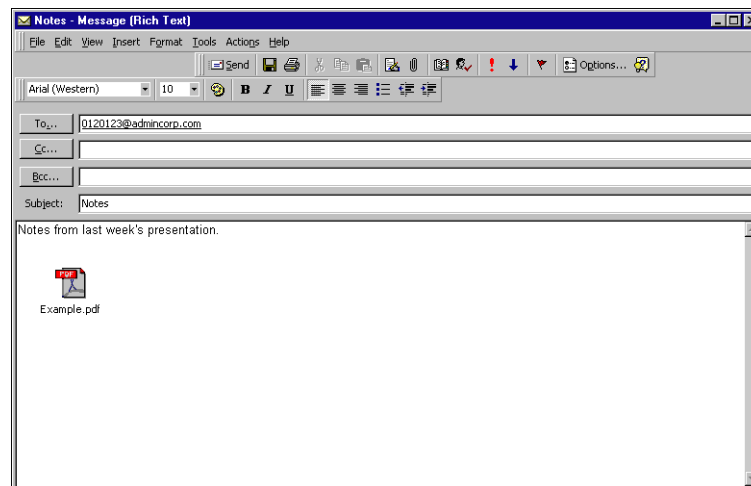 Notes - Message (Rich Text)
File Edit View Insert Format Tools Actions Help
Send Options...
Arial (Western) 10 B I U
To... 0120123@admincorp.com
Cc...
Bcc...
Subject: Notes
Notes from last week's presentation.
PDF
Example.pdf